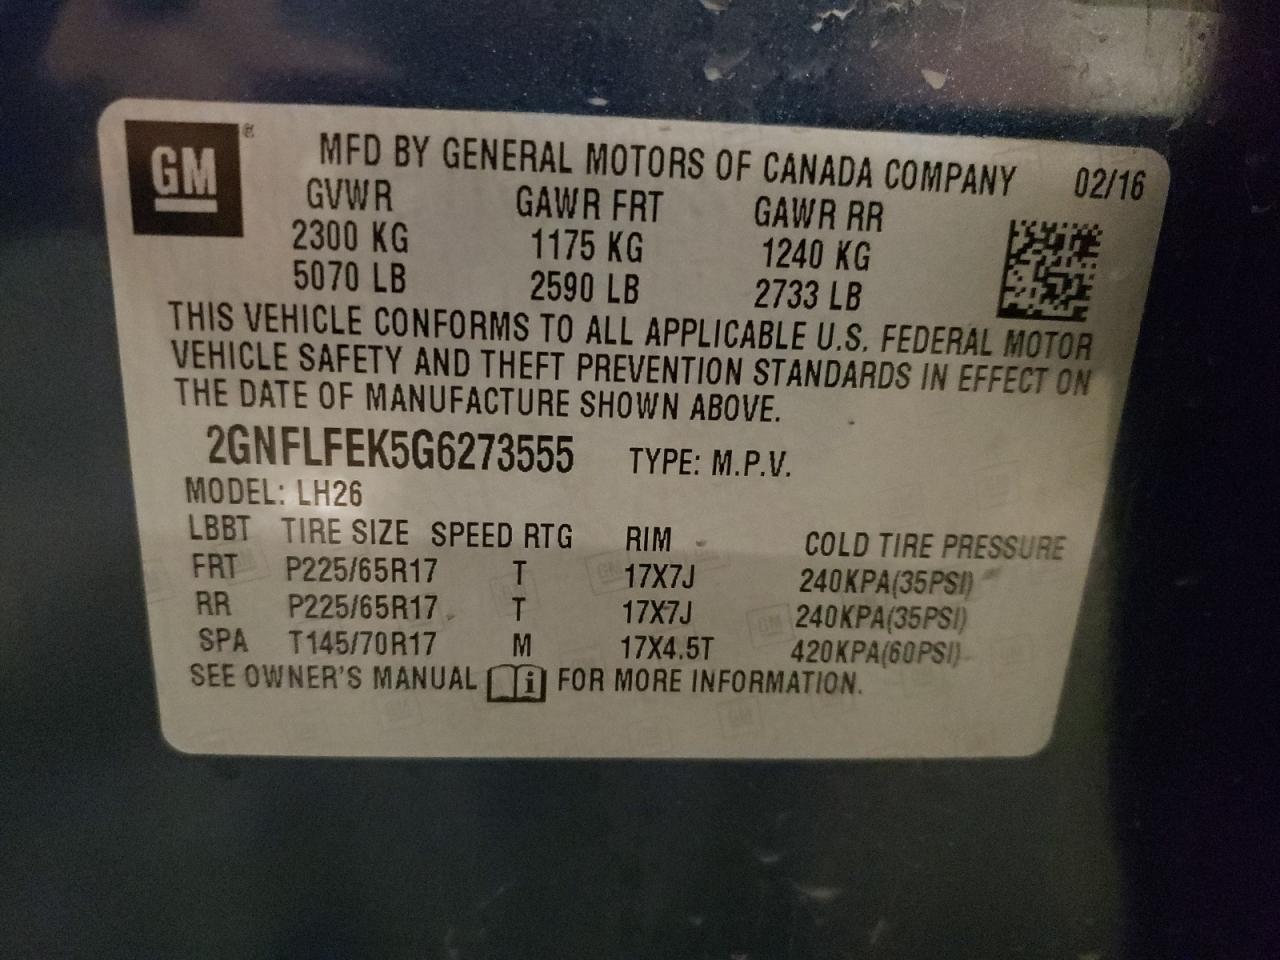 GM ®
MFD BY GENERAL MOTORS OF CANADA COMPANY 02/16
GVWR GAWR FRT GAWR RR
2300 KG 1175 KG 1240 KG
5070 LB 2590 LB 2733 LB
THIS VEHICLE CONFORMS TO ALL APPLICABLE U.S. FEDERAL MOTOR
VEHICLE SAFETY AND THEFT PREVENTION STANDARDS IN EFFECT ON
THE DATE OF MANUFACTURE SHOWN ABOVE.
2GNFLFEK5G6273555 TYPE: M.P.V.
MODEL: LH26
LBBT TIRE SIZE SPEED RTG RIM COLD TIRE PRESSURE
FRT P225/65R17 T 17X7J 240KPA(35PSI)
RR P225/65R17 T 17X7J 240KPA(35PSI)
SPA T145/70R17 M 17X4.5T 420KPA(60PSI)
SEE OWNER'S MANUAL i FOR MORE INFORMATION.